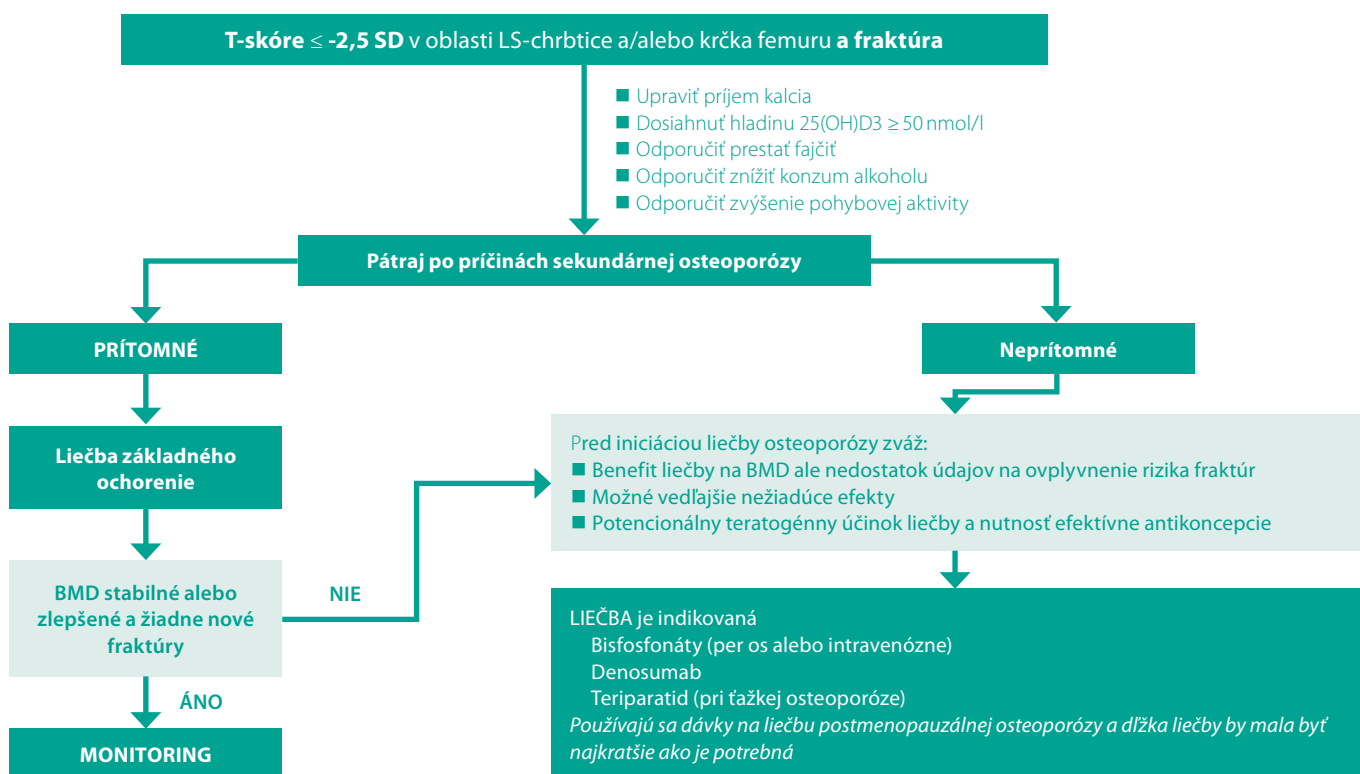 T-skóre ≤ -2,5 SD v oblasti LS-chrbtice a/alebo krčka femuru a fraktúra
■ Upraviť príjem kalcia
■ Dosiahnuť hladinu 25(OH)D3 ≥ 50 nmol/l
■ Odporučiť prestať fajčiť
■ Odporučiť znížiť konzum alkoholu
■ Odporučiť zvýšenie pohybovej aktivity
Pátraj po príčinách sekundárnej osteoporózy
PRÍTOMNÉ
Neprítomné
Liečba základného
ochorenie
Pred iniciáciou liečby osteoporózy zváž:
■ Benefit liečby na BMD ale nedostatok údajov na ovplyvnenie rizika fraktúr
■ Možné vedľajšie nežiadúce efekty
■ Potencionálny teratogénny účinok liečby a nutnosť efektívne antikoncepcie
BMD stabilné alebo
zlepšené a žiadne nové
fraktúry
NIE
ÁNO
MONITORING
LIEČBA je indikovaná
Bisfosfonáty (per os alebo intravenózne)
Denosumab
Teriparatid (pri ťažkej osteoporóze)
Používajú sa dávky na liečbu postmenopauzálnej osteoporózy a dľžka liečby by mala byť
najkratšie ako je potrebná